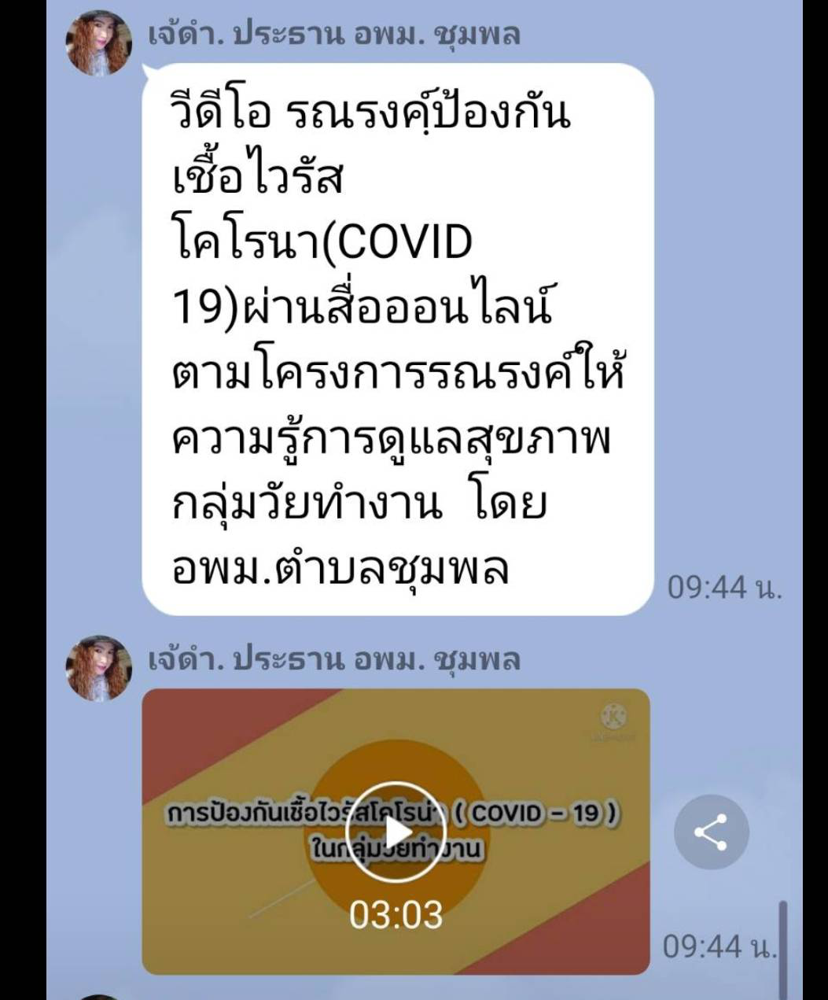 เจ้ดำ. ประธาน อพม. ชุมพล
วีดีโอ รณรงคฺ์ป้องกัน
เชื้อไวรัส
โคโรนา(COVID
19)ผ่านสื่อออนไลน์
ตามโครงการรณรงค์ให้
ความรู้การดูแลสุขภาพ
กลุ่มวัยทำงาน โดย
อพม.ตำบลชุมพล
09:44 น.
เจ้ดำ. ประธาน อพม. ชุมพล
การป้องกันเชื้อไวรัสโคโรน่า ( COVID – 19 )
ในกลุ่มวัยทำงาน
03:03
09:44 น.